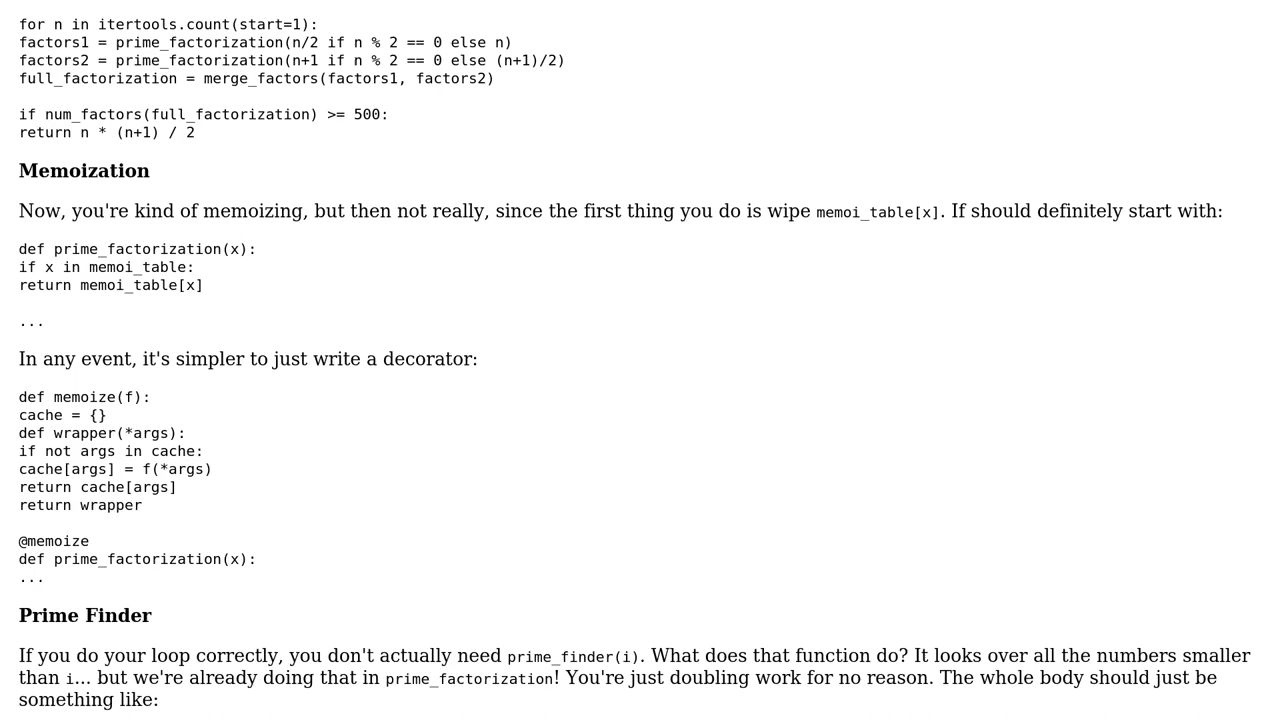 for n in itertools.count(start=1):
factors1 = prime_factorization(n/2 if n % 2 == 0 else n)
factors2 = prime_factorization(n+1 if n % 2 == 0 else (n+1)/2)
full_factorization = merge_factors(factors1, factors2)

if num_factors(full_factorization) >= 500:
return n * (n+1) / 2

Memoization

Now, you're kind of memoizing, but then not really, since the first thing you do is wipe memoi_table[x]. If should definitely start with:

def prime_factorization(x):
if x in memoi_table:
return memoi_table[x]

...

In any event, it's simpler to just write a decorator:

def memoize(f):
cache = {}
def wrapper(*args):
if not args in cache:
cache[args] = f(*args)
return cache[args]
return wrapper

@memoize
def prime_factorization(x):
...

Prime Finder

If you do your loop correctly, you don't actually need prime_finder(i). What does that function do? It looks over all the numbers smaller
than i... but we're already doing that in prime_factorization! You're just doubling work for no reason. The whole body should just be
something like: